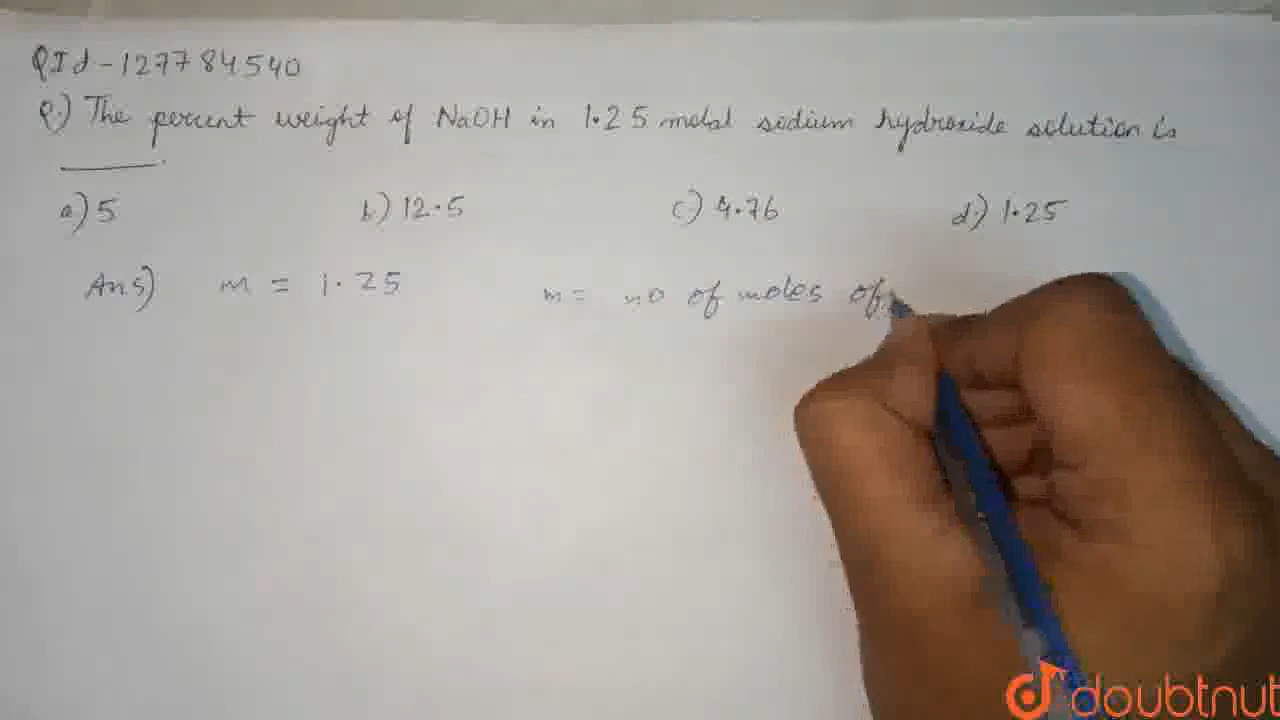 QId - 127784540
Q.) The percent weight of NaOH in 1.25 molal sodium hydroxide solution is
______.
a) 5 b) 12.5 c) 4.76 d) 1.25
Ans) m = 1.25 m = no of moles of
doubtnut